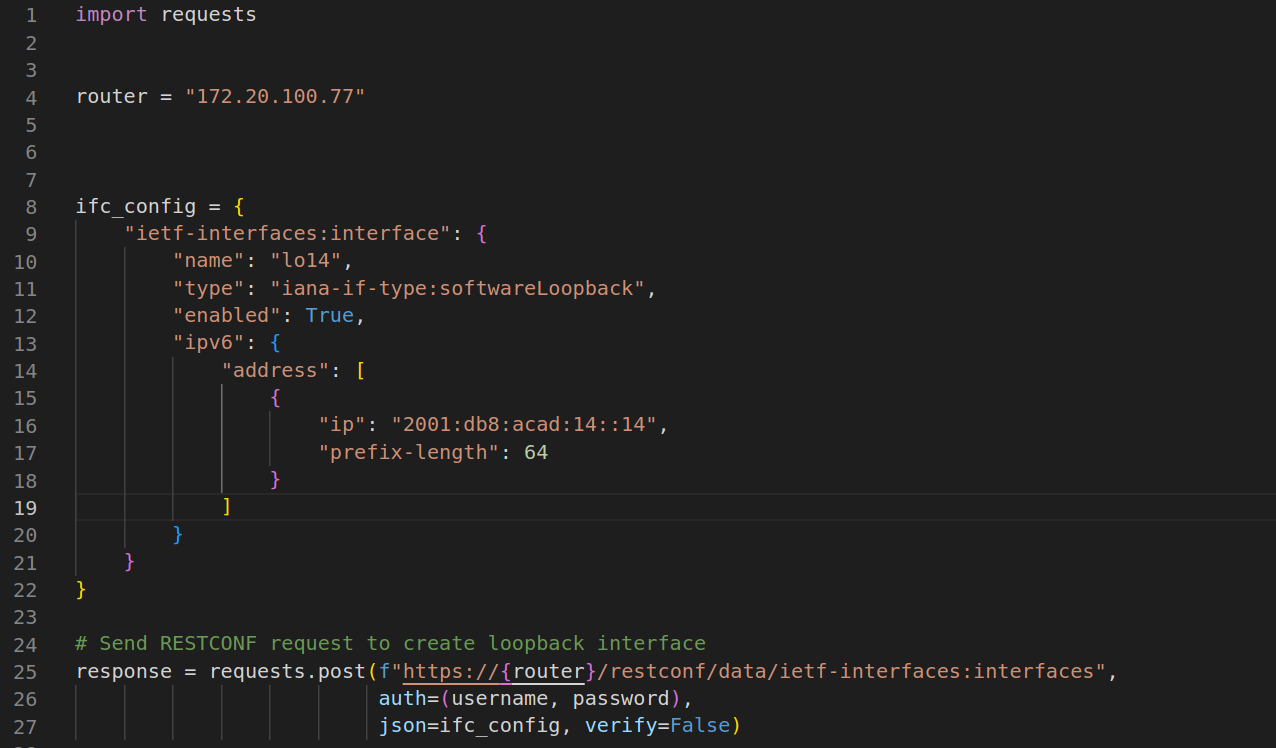 1 import requests
2
3
4 router = "172.20.100.77"
5
6
7
8 ifc_config = {
9     "ietf-interfaces:interface": {
10         "name": "lo14",
11         "type": "iana-if-type:softwareLoopback",
12         "enabled": True,
13         "ipv6": {
14             "address": [
15                 {
16                     "ip": "2001:db8:acad:14::14",
17                     "prefix-length": 64
18                 }
19             ]
20         }
21     }
22 }
23
24 # Send RESTCONF request to create loopback interface
25 response = requests.post(f"https://{router}/restconf/data/ietf-interfaces:interfaces",
26                          auth=(username, password),
27                          json=ifc_config, verify=False)